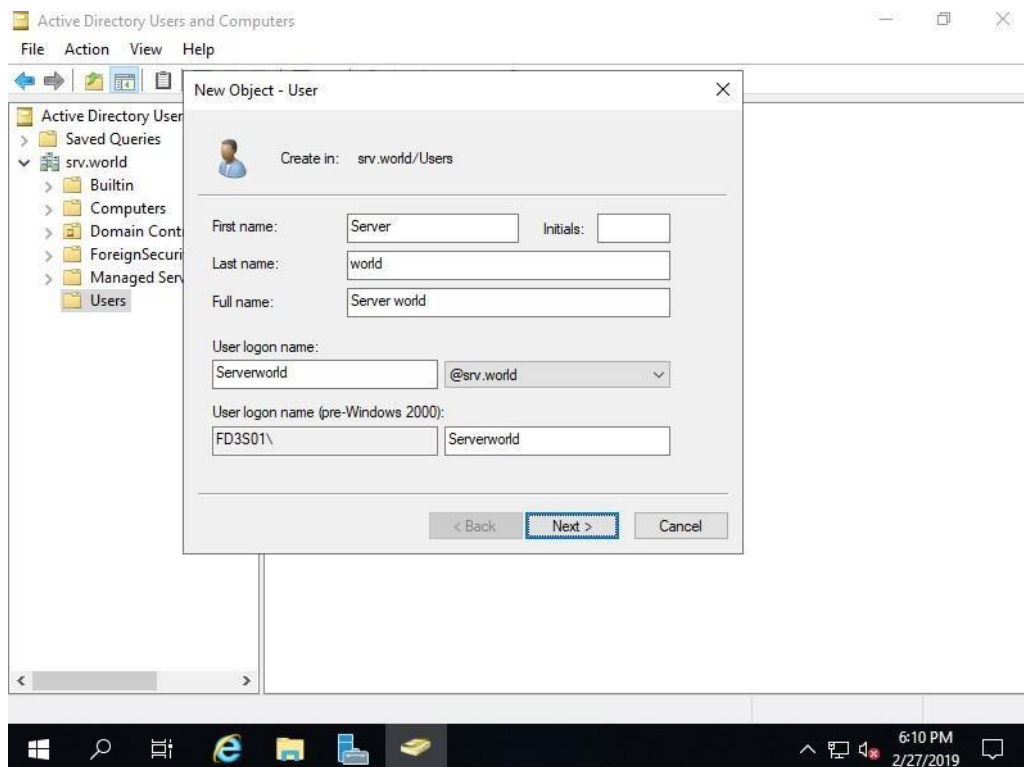 Active Directory Users and Computers
File Action View Help
New Object - User
Active Directory User
Saved Queries
srv.world
Builtin
Computers
Domain Cont
ForeignSecuri
Managed Serv
Users
Create in: srv.world/Users
First name: Server Initials:
Last name: world
Full name: Server world
User logon name:
Serverworld @srv.world
User logon name (pre-Windows 2000):
FD3S01\ Serverworld
< Back Next > Cancel
6:10 PM
2/27/2019